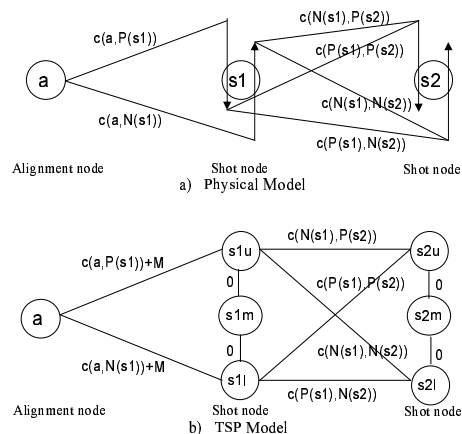 c(N(s1),P(s2))
c(a,P(s1))
c(P(s1),P(s2))
a
s1
s2
c(a,N(s1))
c(N(s1),N(s2))
c(P(s1),N(s2))
Alignment node
Shot node
Shot node
a) Physical Model
c(N(s1),P(s2))
s1u
s2u
c(a,P(s1))+M
0
c(P(s1),P(s2))
0
a
s1m
s2m
c(a,N(s1))+M
0
c(N(s1),N(s2))
0
s1l
s2l
c(P(s1),N(s2))
Alignment node
Shot node
Shot node
b) TSP Model